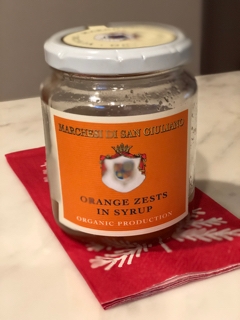 MARCHESI DI SAN GIULIANO
ORANGE ZESTS
IN SYRUP
ORGANIC PRODUCTION